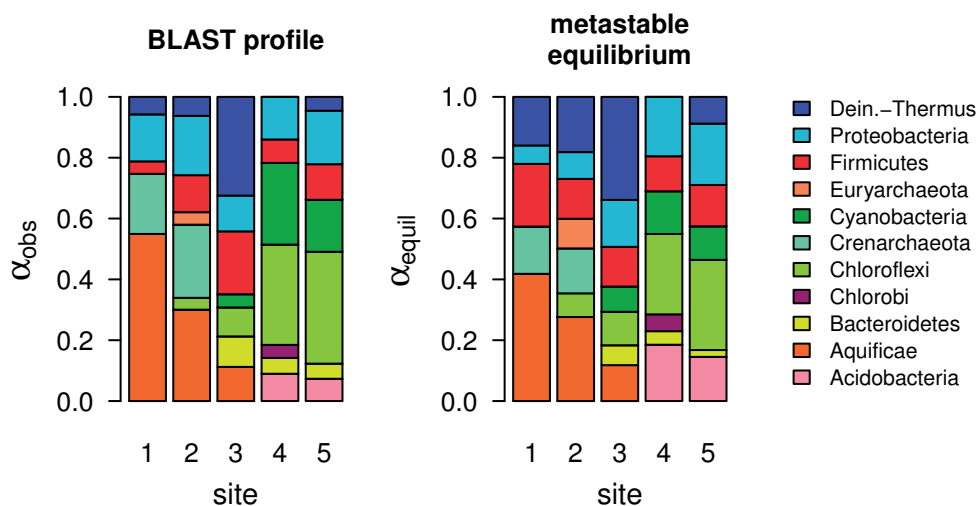 BLAST profile
αobs
1.0
0.8
0.6
0.4
0.2
0.0
1 2 3 4 5
site
metastable
equilibrium
αequil
1.0
0.8
0.6
0.4
0.2
0.0
1 2 3 4 5
site
Dein.−Thermus
Proteobacteria
Firmicutes
Euryarchaeota
Cyanobacteria
Crenarchaeota
Chloroflexi
Chlorobi
Bacteroidetes
Aquificae
Acidobacteria